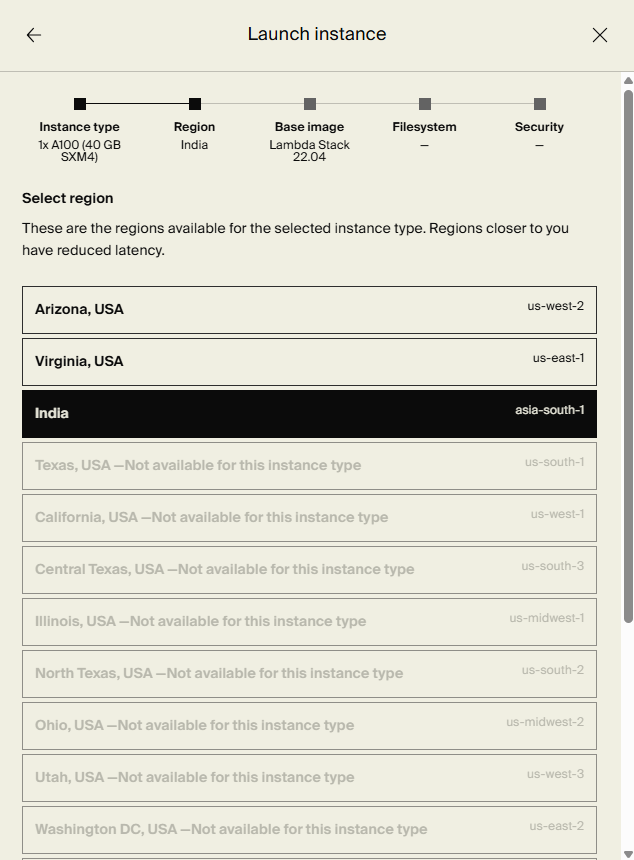 Launch instance
Instance type
1x A100 (40 GB
SXM4)
Region
India
Base image
Lambda Stack
22.04
Filesystem
—
Security
—
Select region
These are the regions available for the selected instance type. Regions closer to you
have reduced latency.
Arizona, USA us-west-2
Virginia, USA us-east-1
India asia-south-1
Texas, USA —Not available for this instance type us-south-1
California, USA —Not available for this instance type us-west-1
Central Texas, USA —Not available for this instance type us-south-3
Illinois, USA —Not available for this instance type us-midwest-1
North Texas, USA —Not available for this instance type us-south-2
Ohio, USA —Not available for this instance type us-midwest-2
Utah, USA —Not available for this instance type us-west-3
Washington DC, USA —Not available for this instance type us-east-2